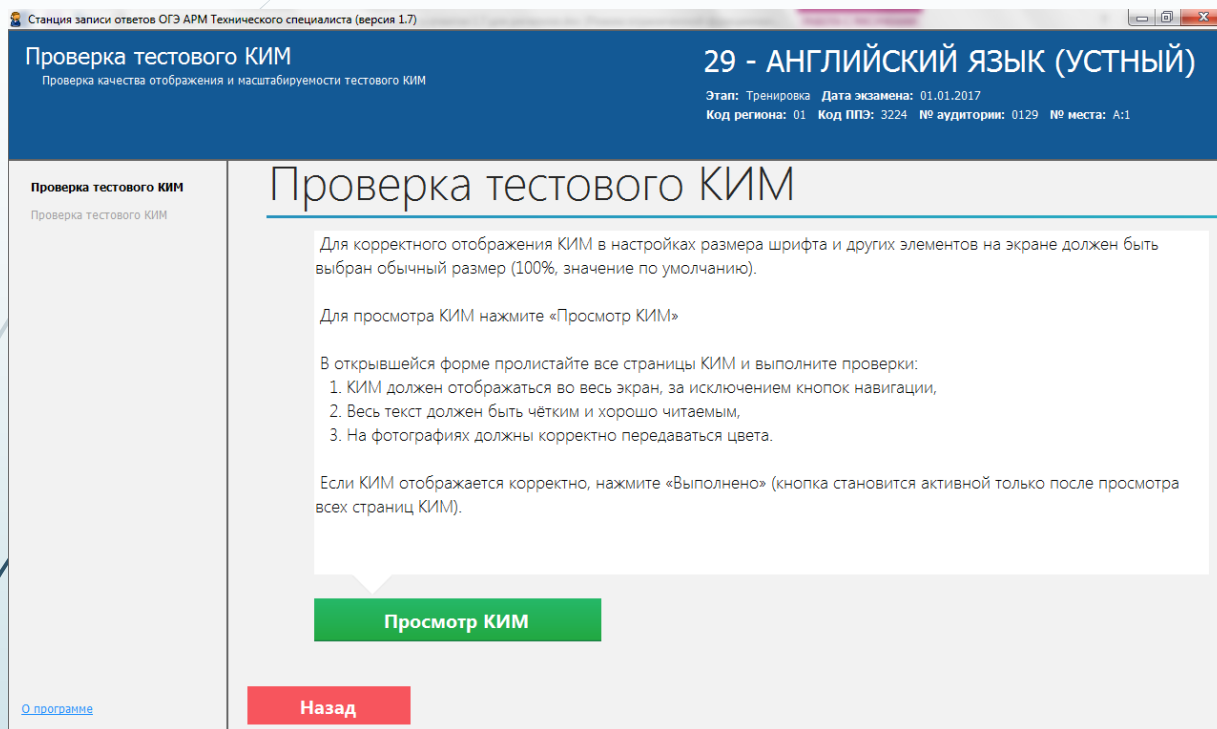 Станция записи ответов ОГЭ АРМ Технического специалиста (версия 1.7)
Проверка тестового КИМ
Проверка качества отображения и масштабируемости тестового КИМ
29 - АНГЛИЙСКИЙ ЯЗЫК (УСТНЫЙ)
Этап: Тренировка Дата экзамена: 01.01.2017
Код региона: 01 Код ППЭ: 3224 № аудитории: 0129 № места: А:1
Проверка тестового КИМ
Проверка тестового КИМ
Проверка тестового КИМ
Для корректного отображения КИМ в настройках размера шрифта и других элементов на экране должен быть
выбран обычный размер (100%, значение по умолчанию).
Для просмотра КИМ нажмите «Просмотр КИМ»
В открывшейся форме пролистайте все страницы КИМ и выполните проверки:
1. КИМ должен отображаться во весь экран, за исключением кнопок навигации,
2. Весь текст должен быть чётким и хорошо читаемым,
3. На фотографиях должны корректно передаваться цвета.
Если КИМ отображается корректно, нажмите «Выполнено» (кнопка становится активной только после просмотра
всех страниц КИМ).
Просмотр КИМ
Назад
О программе